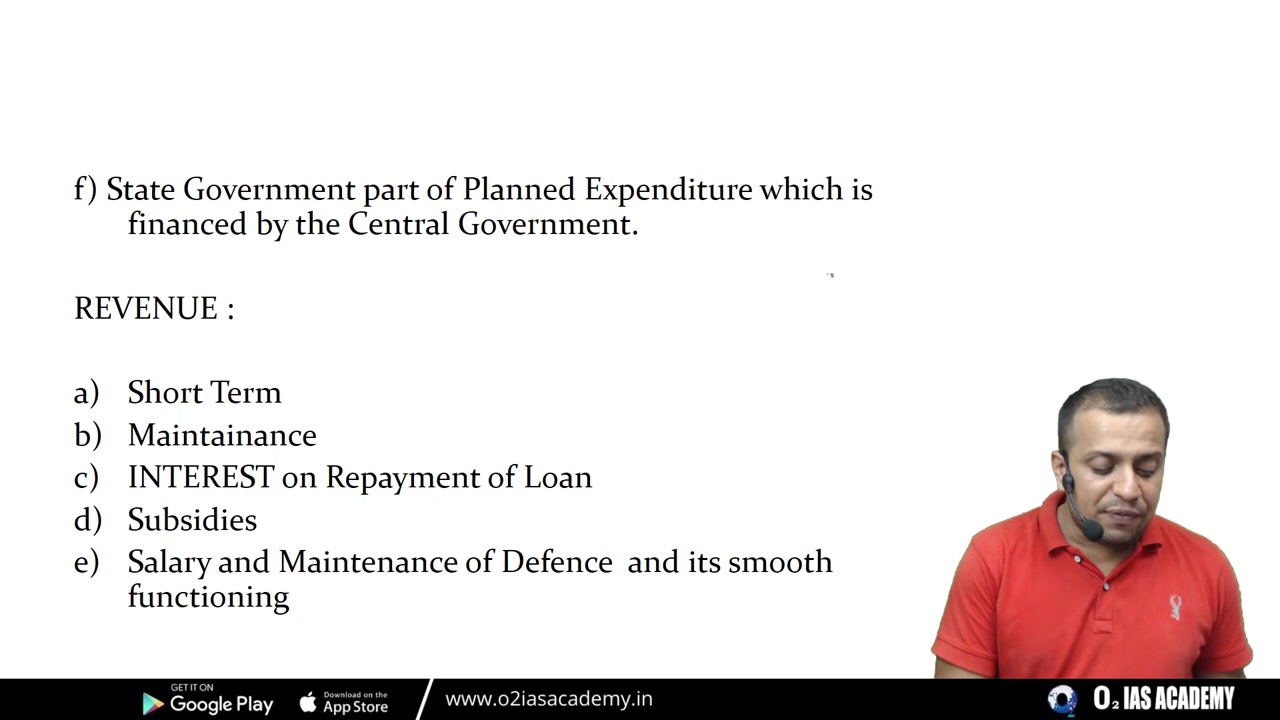 f) State Government part of Planned Expenditure which is
financed by the Central Government.
REVENUE :
a) Short Term
b) Maintainance
c) INTEREST on Repayment of Loan
d) Subsidies
e) Salary and Maintenance of Defence and its smooth
functioning
GET IT ON
Google Play
Download on the
App Store
www.o2iasacademy.in
O₂ IAS ACADEMY